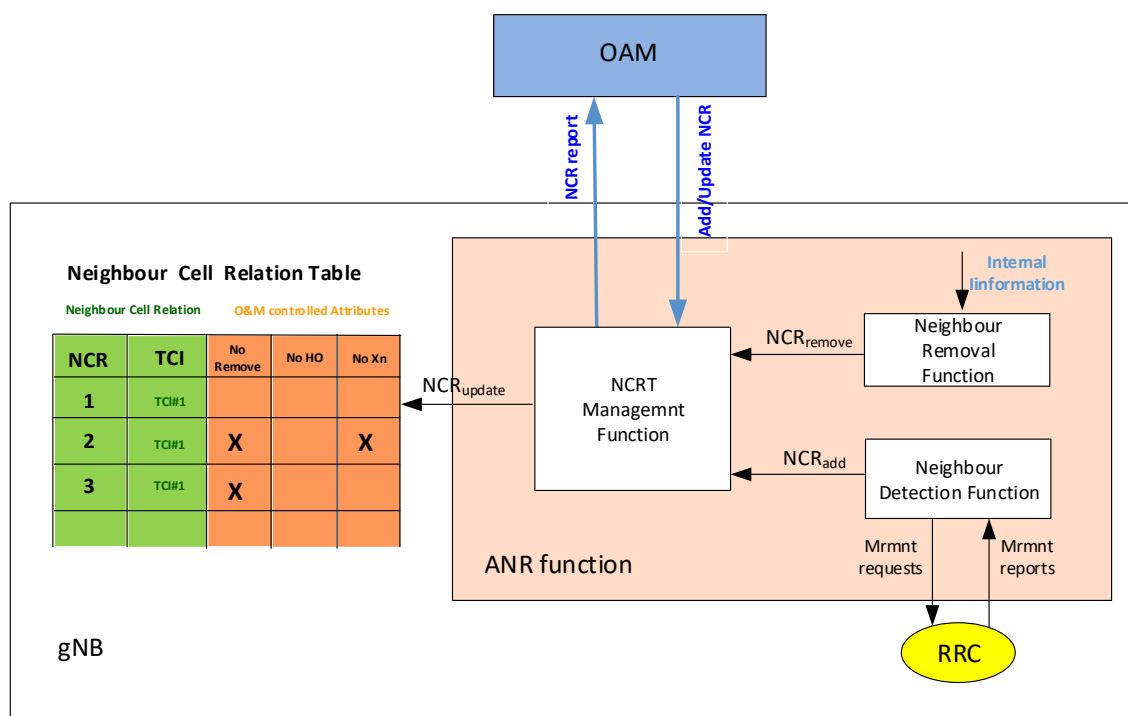 OAM
NCR report
Add/Update NCR
Neighbour Cell Relation Table
Neighbour Cell Relation
O&M controlled Attributes
NCR TCI No Remove No HO No Xn
1 TCI#1
2 TCI#1 X X
3 TCI#1 X
NCRupdate
NCRT
Managemnt
Function
Internal
Iinformation
NCRremove
Neighbour
Removal
Function
NCRadd
Neighbour
Detection Function
Mrmnt
requests
Mrmnt
reports
ANR function
gNB
RRC